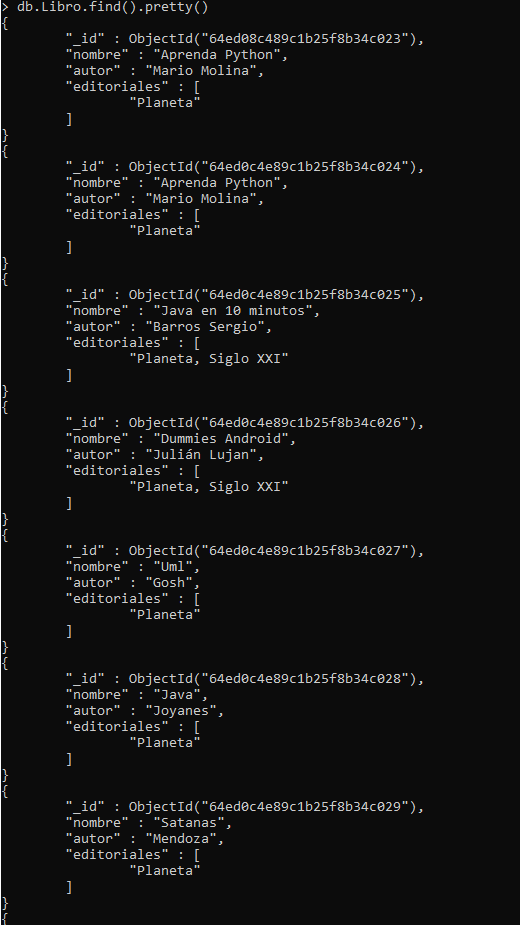 > db.Libro.find().pretty()
{
"_id" : ObjectId("64ed08c489c1b25f8b34c023"),
"nombre" : "Aprenda Python",
"autor" : "Mario Molina",
"editoriales" : [
"Planeta"
]
}
{
"_id" : ObjectId("64ed0c4e89c1b25f8b34c024"),
"nombre" : "Aprenda Python",
"autor" : "Mario Molina",
"editoriales" : [
"Planeta"
]
}
{
"_id" : ObjectId("64ed0c4e89c1b25f8b34c025"),
"nombre" : "Java en 10 minutos",
"autor" : "Barros Sergio",
"editoriales" : [
"Planeta, Siglo XXI"
]
}
{
"_id" : ObjectId("64ed0c4e89c1b25f8b34c026"),
"nombre" : "Dummies Android",
"autor" : "Julián Lujan",
"editoriales" : [
"Planeta, Siglo XXI"
]
}
{
"_id" : ObjectId("64ed0c4e89c1b25f8b34c027"),
"nombre" : "Uml",
"autor" : "Gosh",
"editoriales" : [
"Planeta"
]
}
{
"_id" : ObjectId("64ed0c4e89c1b25f8b34c028"),
"nombre" : "Java",
"autor" : "Joyanes",
"editoriales" : [
"Planeta"
]
}
{
"_id" : ObjectId("64ed0c4e89c1b25f8b34c029"),
"nombre" : "Satanas",
"autor" : "Mendoza",
"editoriales" : [
"Planeta"
]
}
{